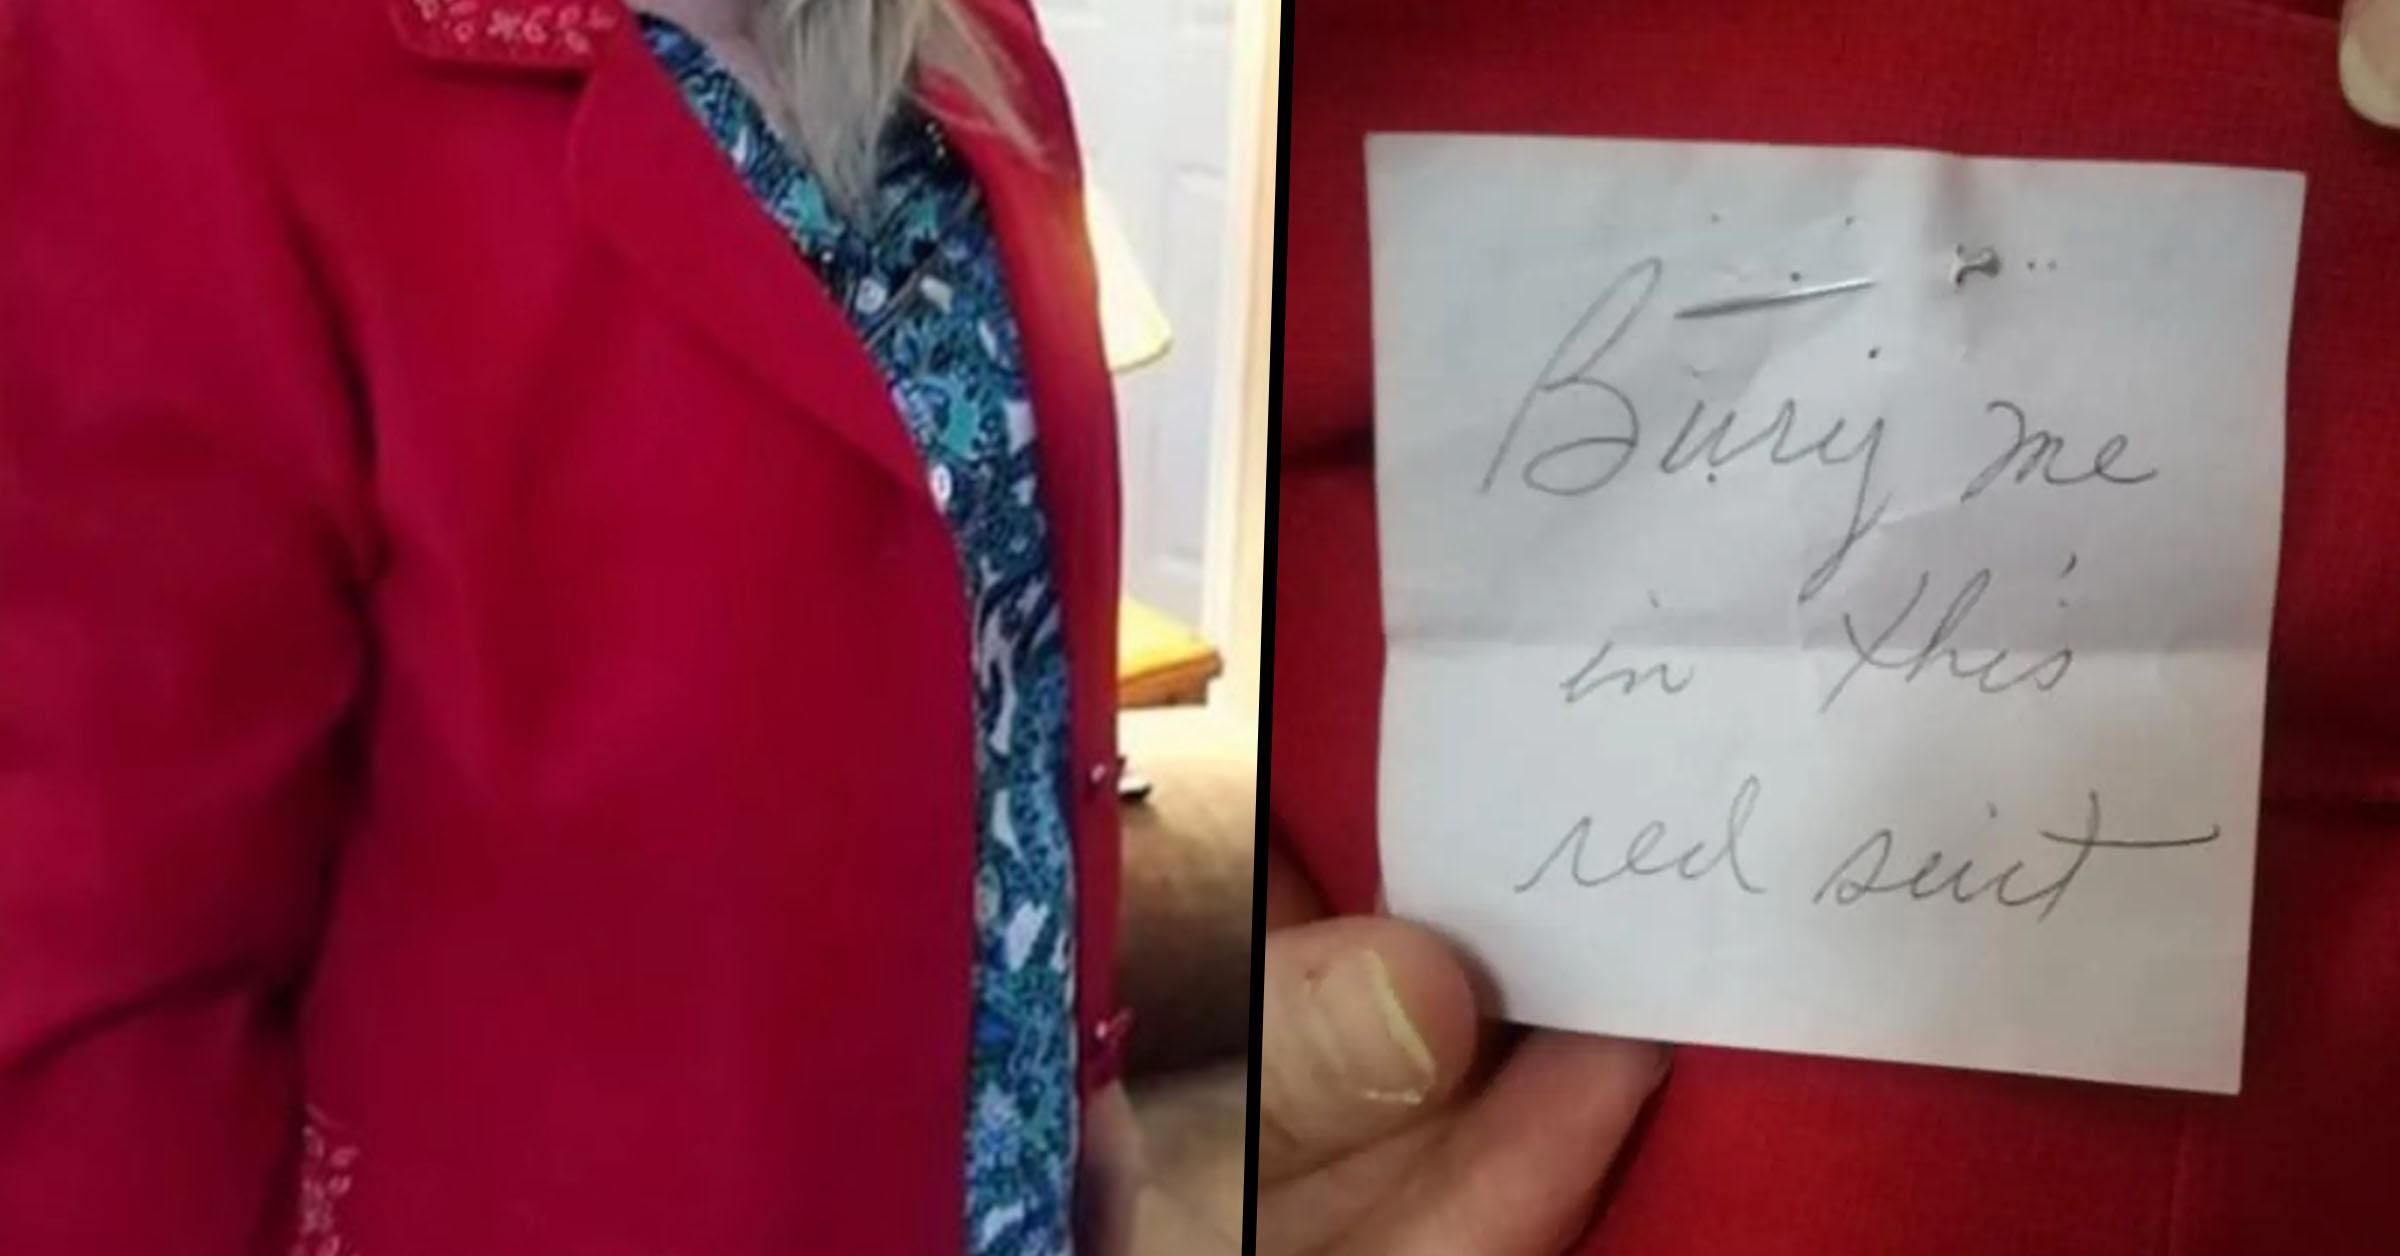 Bury me
in this
red suit